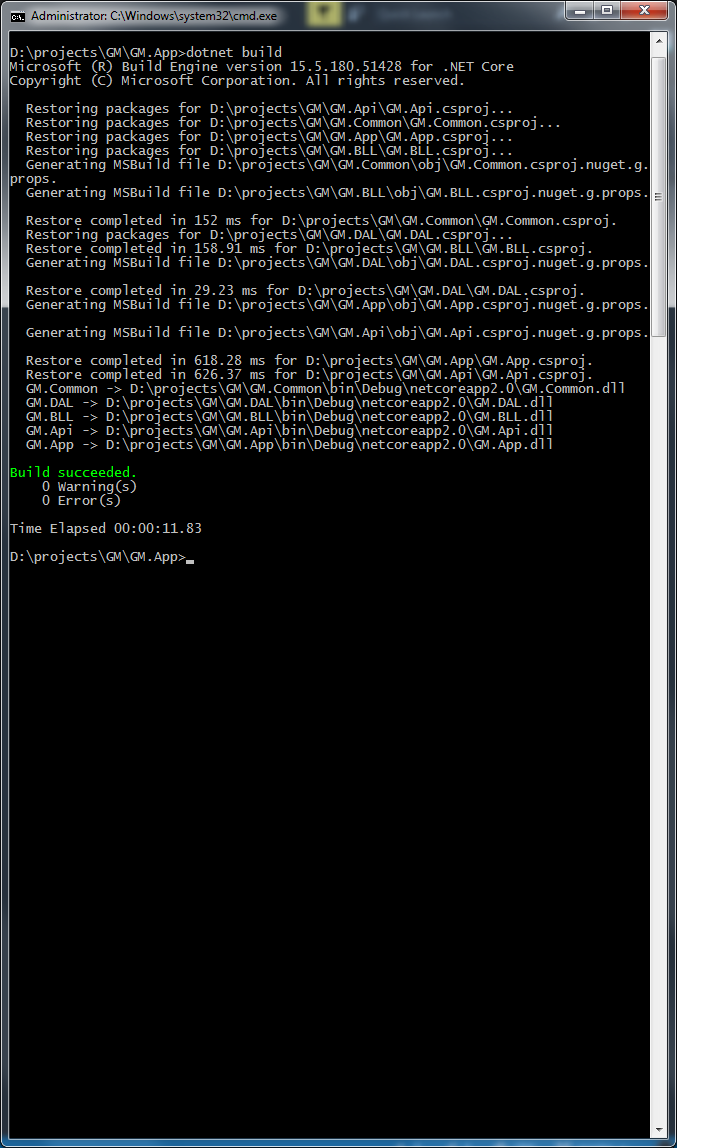 Administrator: C:\Windows\system32\cmd.exe
D:\projects\GM\GM.App>dotnet build
Microsoft (R) Build Engine version 15.5.180.51428 for .NET Core
Copyright (C) Microsoft Corporation. All rights reserved.
Restoring packages for D:\projects\GM\GM.Api\GM.Api.csproj...
Restoring packages for D:\projects\GM\GM.Common\GM.Common.csproj...
Restoring packages for D:\projects\GM\GM.App\GM.App.csproj...
Restoring packages for D:\projects\GM\GM.BLL\GM.BLL.csproj...
Generating MSBuild file D:\projects\GM\GM.Common\obj\GM.Common.csproj.nuget.g.
props.
Generating MSBuild file D:\projects\GM\GM.BLL\obj\GM.BLL.csproj.nuget.g.props.
Restore completed in 152 ms for D:\projects\GM\GM.Common\GM.Common.csproj.
Restoring packages for D:\projects\GM\GM.DAL\GM.DAL.csproj...
Restore completed in 158.91 ms for D:\projects\GM\GM.BLL\GM.BLL.csproj.
Generating MSBuild file D:\projects\GM\GM.DAL\obj\GM.DAL.csproj.nuget.g.props.
Restore completed in 29.23 ms for D:\projects\GM\GM.DAL\GM.DAL.csproj.
Generating MSBuild file D:\projects\GM\GM.App\obj\GM.App.csproj.nuget.g.props.
Generating MSBuild file D:\projects\GM\GM.Api\obj\GM.Api.csproj.nuget.g.props.
Restore completed in 618.28 ms for D:\projects\GM\GM.App\GM.App.csproj.
Restore completed in 626.37 ms for D:\projects\GM\GM.Api\GM.Api.csproj.
GM.Common -> D:\projects\GM\GM.Common\bin\Debug\netcoreapp2.0\GM.Common.dll
GM.DAL -> D:\projects\GM\GM.DAL\bin\Debug\netcoreapp2.0\GM.DAL.dll
GM.BLL -> D:\projects\GM\GM.BLL\bin\Debug\netcoreapp2.0\GM.BLL.dll
GM.Api -> D:\projects\GM\GM.Api\bin\Debug\netcoreapp2.0\GM.Api.dll
GM.App -> D:\projects\GM\GM.App\bin\Debug\netcoreapp2.0\GM.App.dll
Build succeeded.
0 Warning(s)
0 Error(s)
Time Elapsed 00:00:11.83
D:\projects\GM\GM.App>